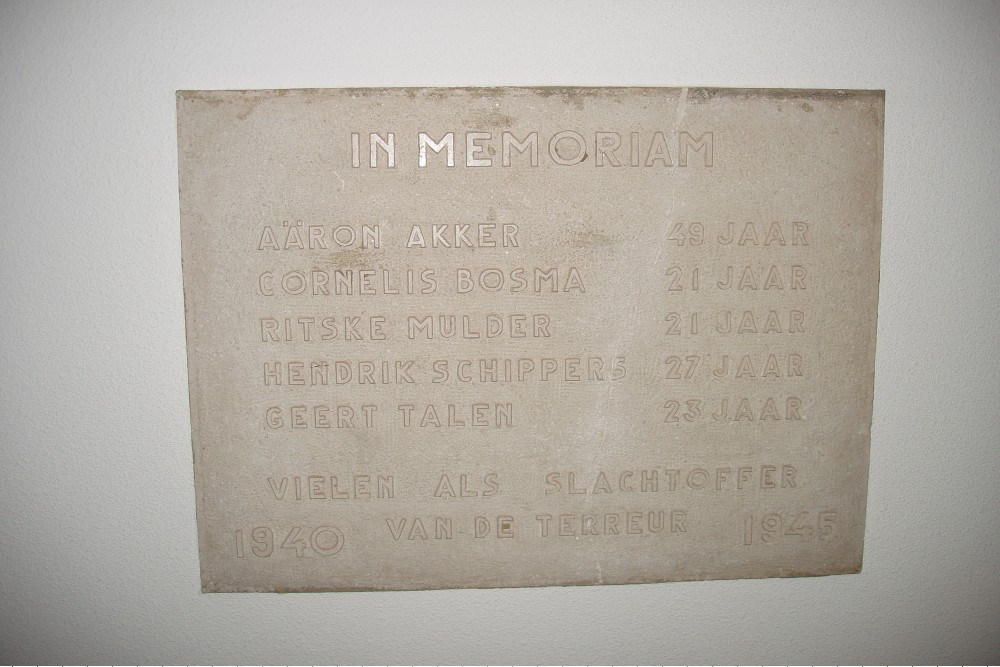 IN MEMORIAM
AÄRON AKKER 49 JAAR
CORNELIS BOSMA 21 JAAR
RITSKE MULDER 21 JAAR
HENDRIK SCHIPPERS 27 JAAR
GEERT TALEN 23 JAAR
VIELEN ALS SLACHTOFFER
1940 VAN DE TERREUR 1945